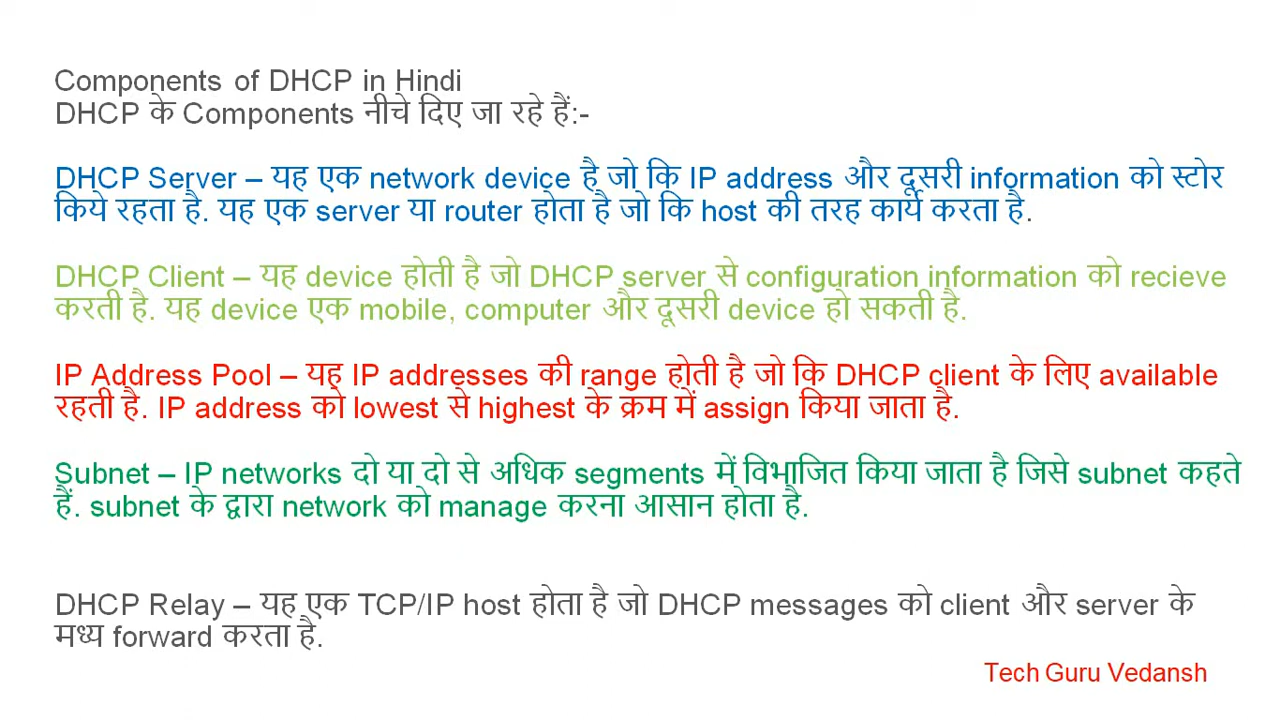 Components of DHCP in Hindi
DHCP के Components नीचे दिए जा रहे हैं:-
DHCP Server – यह एक network device है जो कि IP address और दूसरी information को स्टोर
किये रहता है. यह एक server या router होता है जो कि host की तरह कार्य करता है.
DHCP Client – यह device होती है जो DHCP server से configuration information को recieve
करती है. यह device एक mobile, computer और दूसरी device हो सकती है.
IP Address Pool – यह IP addresses की range होती है जो कि DHCP client के लिए available
रहती है. IP address को lowest से highest के क्रम में assign किया जाता है.
Subnet – IP networks दो या दो से अधिक segments में विभाजित किया जाता है जिसे subnet कहते
हैं. subnet के द्वारा network को manage करना आसान होता है.
DHCP Relay – यह एक TCP/IP host होता है जो DHCP messages को client और server के
मध्य forward करता है.
Tech Guru Vedansh